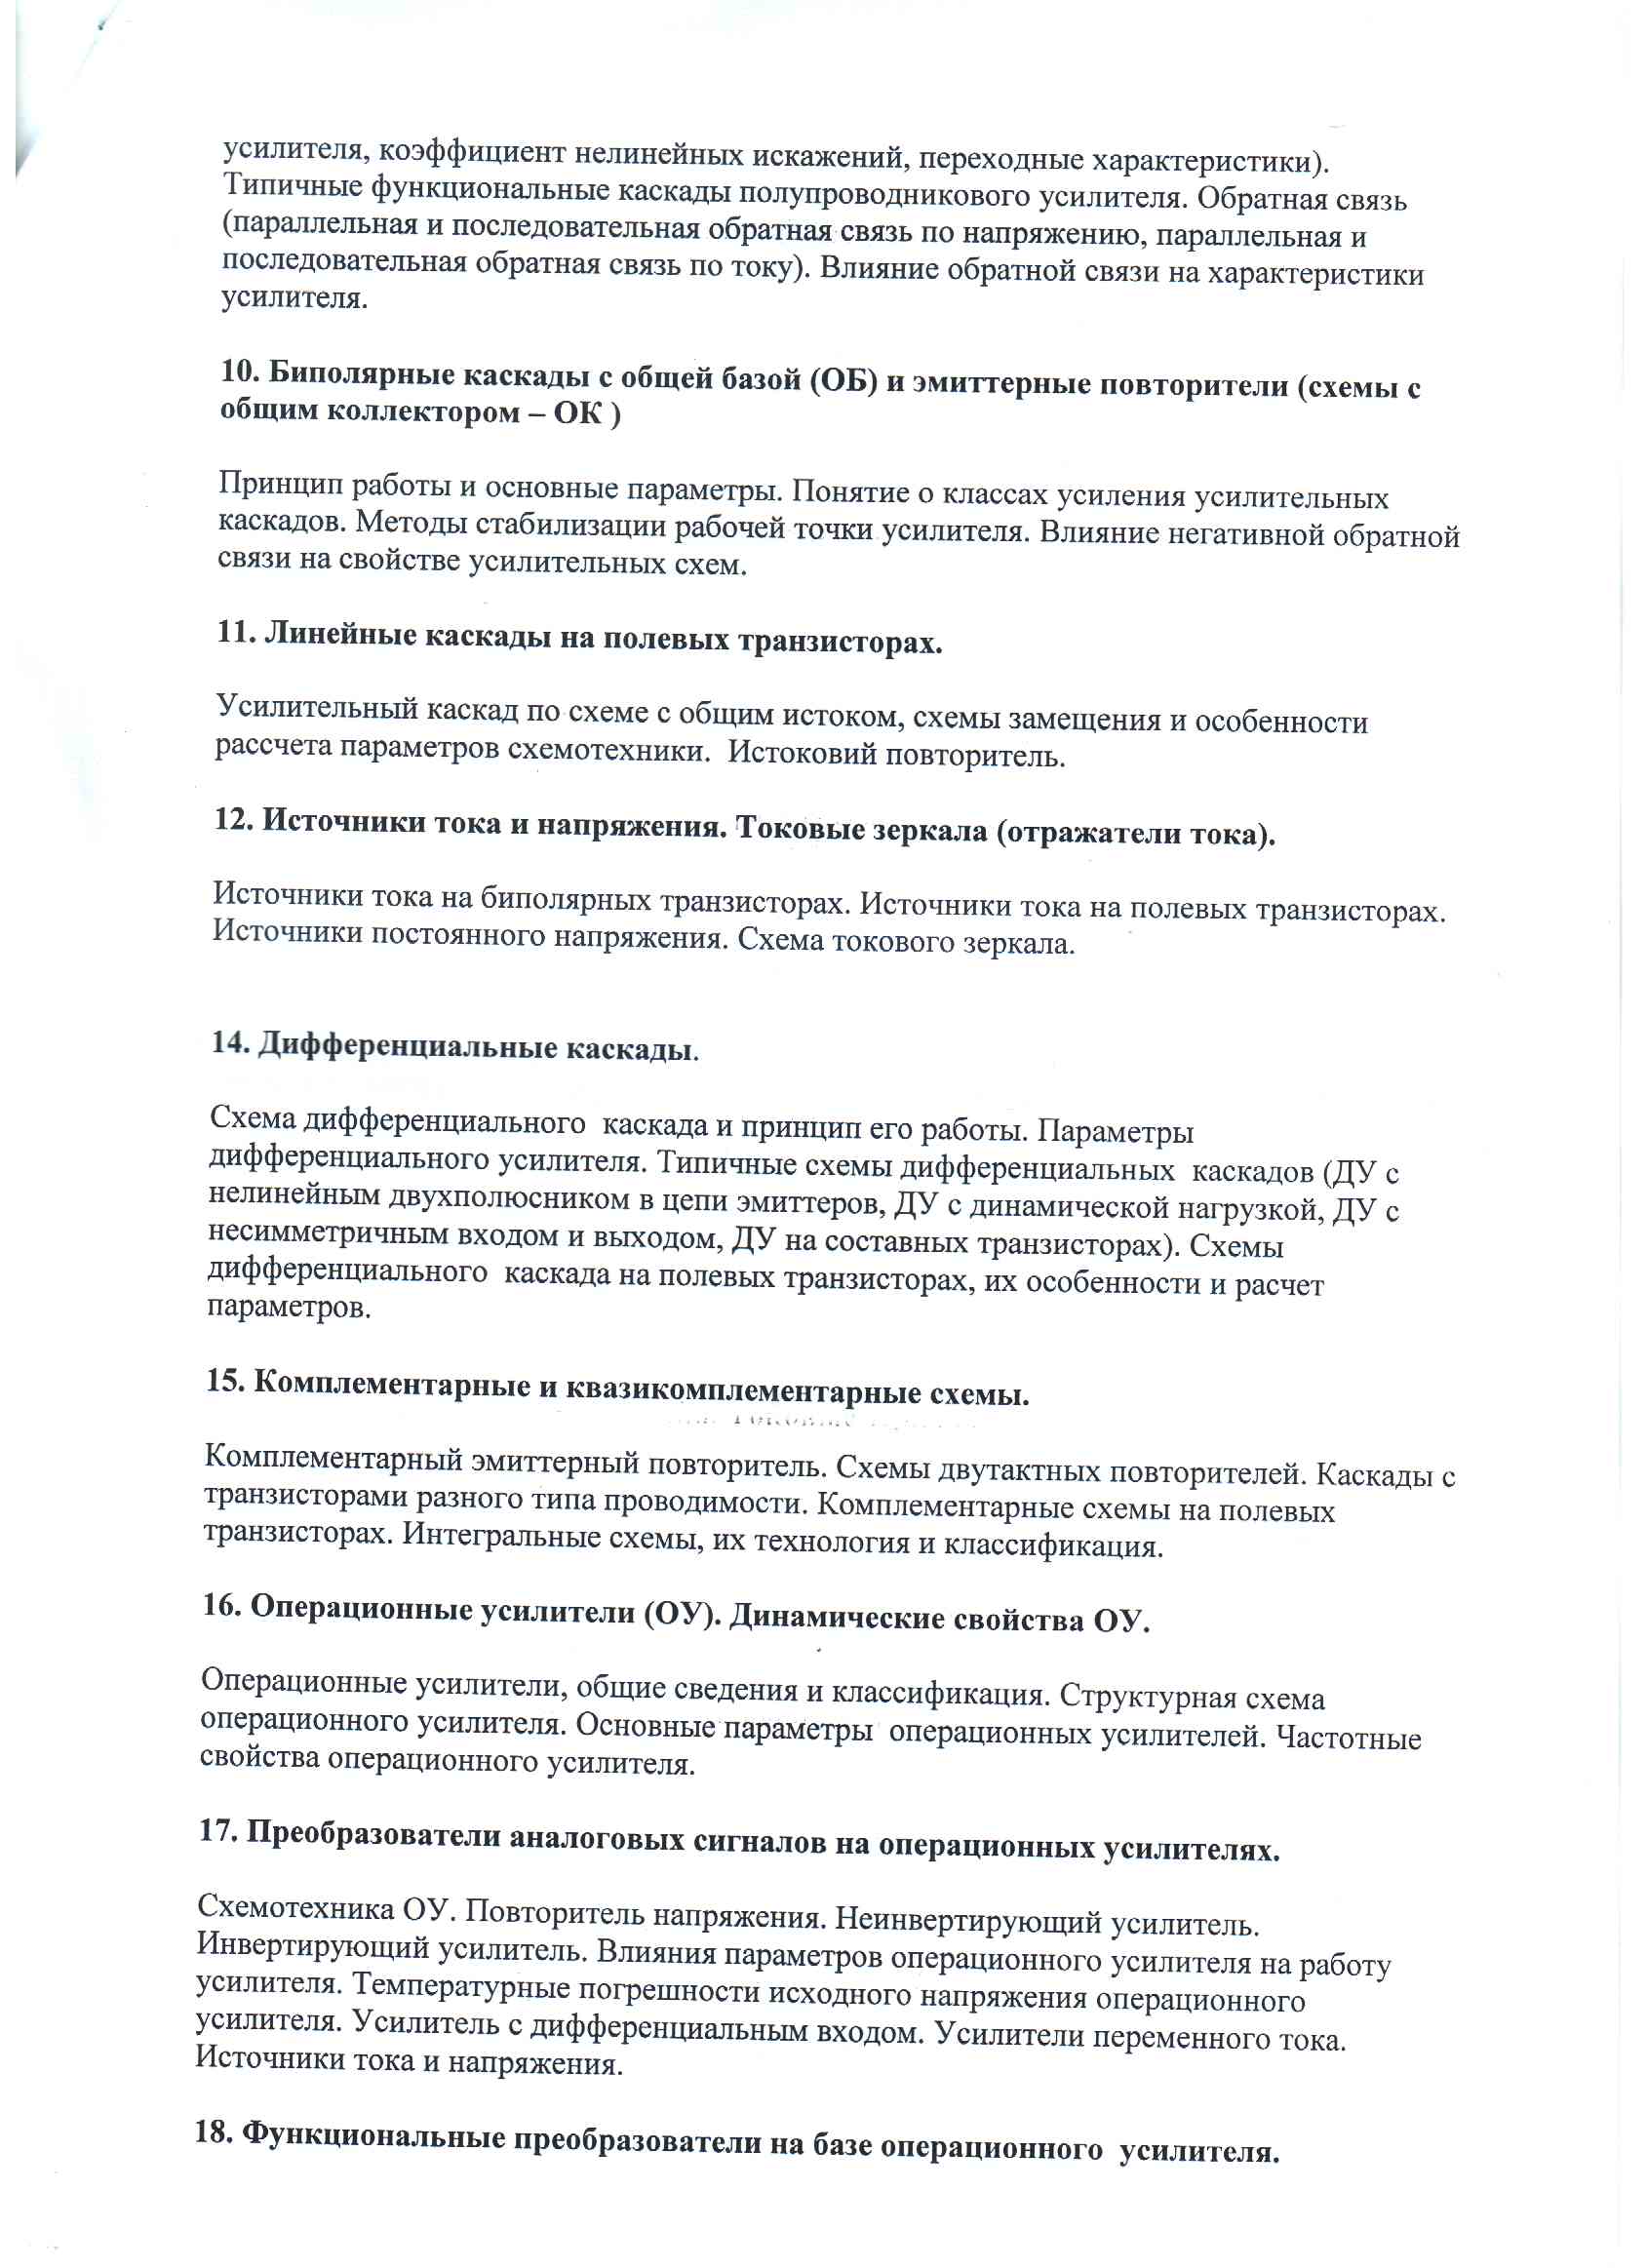 усилителя, коэффициент нелинейных искажений, переходные характеристики).
Типичные функциональные каскады полупроводникового усилителя. Обратная связь
(параллельная и последовательная обратная связь по напряжению, параллельная и
последовательная обратная связь по току). Влияние обратной связи на характеристики
усилителя.
10. Биполярные каскады с общей базой (ОБ) и эмиттерные повторители (схемы с
общим коллектором – ОК )
Принцип работы и основные параметры. Понятие о классах усиления усилительных
каскадов. Методы стабилизации рабочей точки усилителя. Влияние негативной обратной
связи на свойстве усилительных схем.
11. Линейные каскады на полевых транзисторах.
Усилительный каскад по схеме с общим истоком, схемы замещения и особенности
рассчета параметров схемотехники. Истоковий повторитель.
12. Источники тока и напряжения. Токовые зеркала (отражатели тока).
Источники тока на биполярных транзисторах. Источники тока на полевых транзисторах.
Источники постоянного напряжения. Схема токового зеркала.
14. Дифференциальные каскады.
Схема дифференциального каскада и принцип его работы. Параметры
дифференциального усилителя. Типичные схемы дифференциальных каскадов (ДУ с
нелинейным двухполюсником в цепи эмиттеров, ДУ с динамической нагрузкой, ДУ с
несимметричным входом и выходом, ДУ на составных транзисторах). Схемы
дифференциального каскада на полевых транзисторах, их особенности и расчет
параметров.
15. Комплементарные и квазикомплементарные схемы.
Комплементарный эмиттерный повторитель. Схемы двутактных повторителей. Каскады с
транзисторами разного типа проводимости. Комплементарные схемы на полевых
транзисторах. Интегральные схемы, их технология и классификация.
16. Операционные усилители (ОУ). Динамические свойства ОУ.
Операционные усилители, общие сведения и классификация. Структурная схема
операционного усилителя. Основные параметры операционных усилителей. Частотные
свойства операционного усилителя.
17. Преобразователи аналоговых сигналов на операционных усилителях.
Схемотехника ОУ. Повторитель напряжения. Неинвертирующий усилитель.
Инвертирующий усилитель. Влияния параметров операционного усилителя на работу
усилителя. Температурные погрешности исходного напряжения операционного
усилителя. Усилитель с дифференциальным входом. Усилители переменного тока.
Источники тока и напряжения.
18. Функциональные преобразователи на базе операционного усилителя.